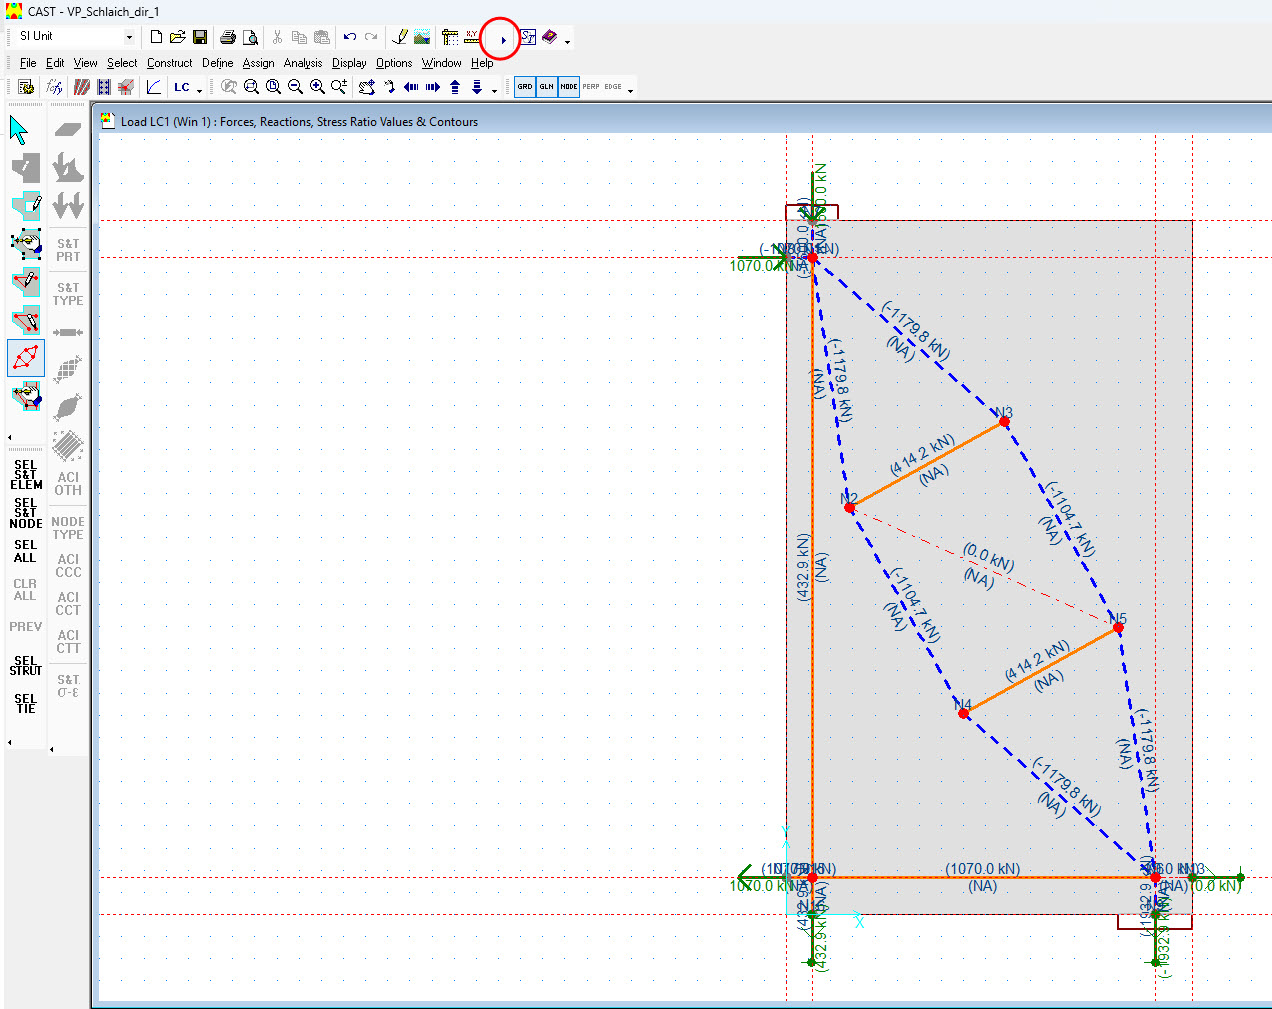 CAST - VP_Schlaich_dir_1
SI Unit
X,Y
ST
File Edit View Select Construct Define Assign Analysis Display Options Window Help
LC
GRD GLN NODE PERP EDGE
Load LC1 (Win 1) : Forces, Reactions, Stress Ratio Values & Contours
S&T
PRT
S&T
TYPE
SEL
S&T
ELEM
SEL
S&T
NODE
SEL
ALL
CLR
ALL
PREV
SEL
STRUT
SEL
TIE
ACI
OTH
NODE
TYPE
ACI
CCC
ACI
CCT
ACI
CTT
S&T
σ-ε
1070.0 kN
(-1179.8 kN)
(NA)
(-1179.8 kN)
(NA)
N3
(414.2 kN)
(NA)
N2
(-1104.7 kN)
(NA)
(432.9 kN)
(NA)
(0.0 kN)
(NA)
(-1104.7 kN)
(NA)
N5
(414.2 kN)
(NA)
N4
(-1179.8 kN)
(NA)
(-1179.8 kN)
(NA)
Y
1070.0 kN
(1070.0 kN)
(NA)
(NA)
(0.0 kN)
X
(432.9 kN)
(-1932.9 kN)